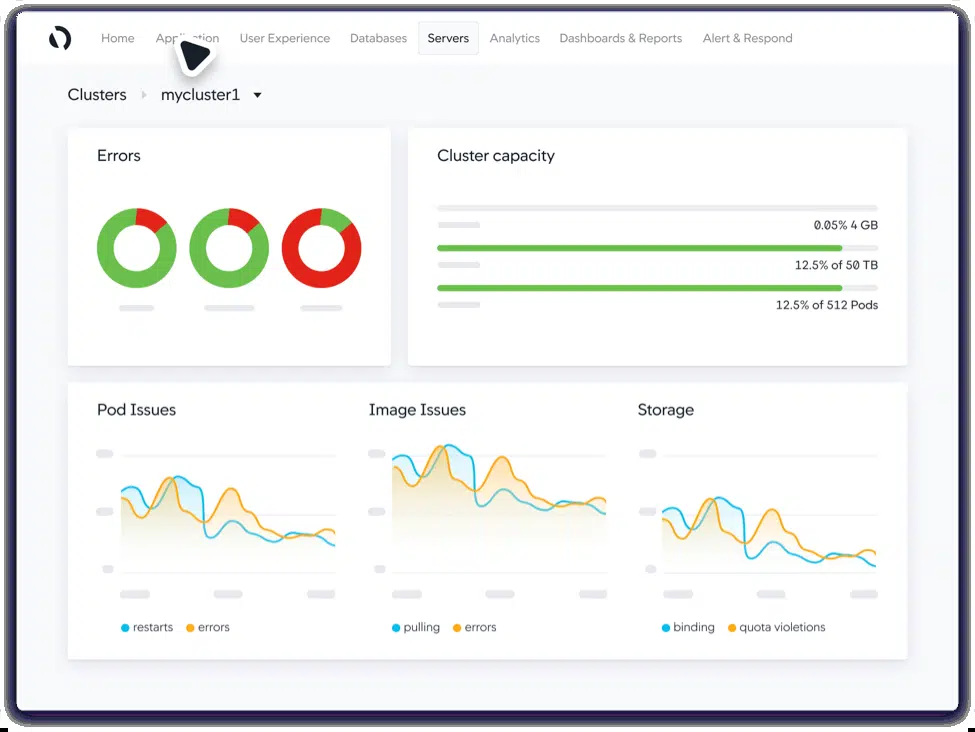 Home Application User Experience Databases Servers Analytics Dashboards & Reports Alert & Respond
Clusters mycluster1
Errors
Cluster capacity
0.05% 4 GB
12.5% of 50 TB
12.5% of 512 Pods
Pod Issues
Image Issues
Storage
restarts errors
pulling errors
binding quota violetions